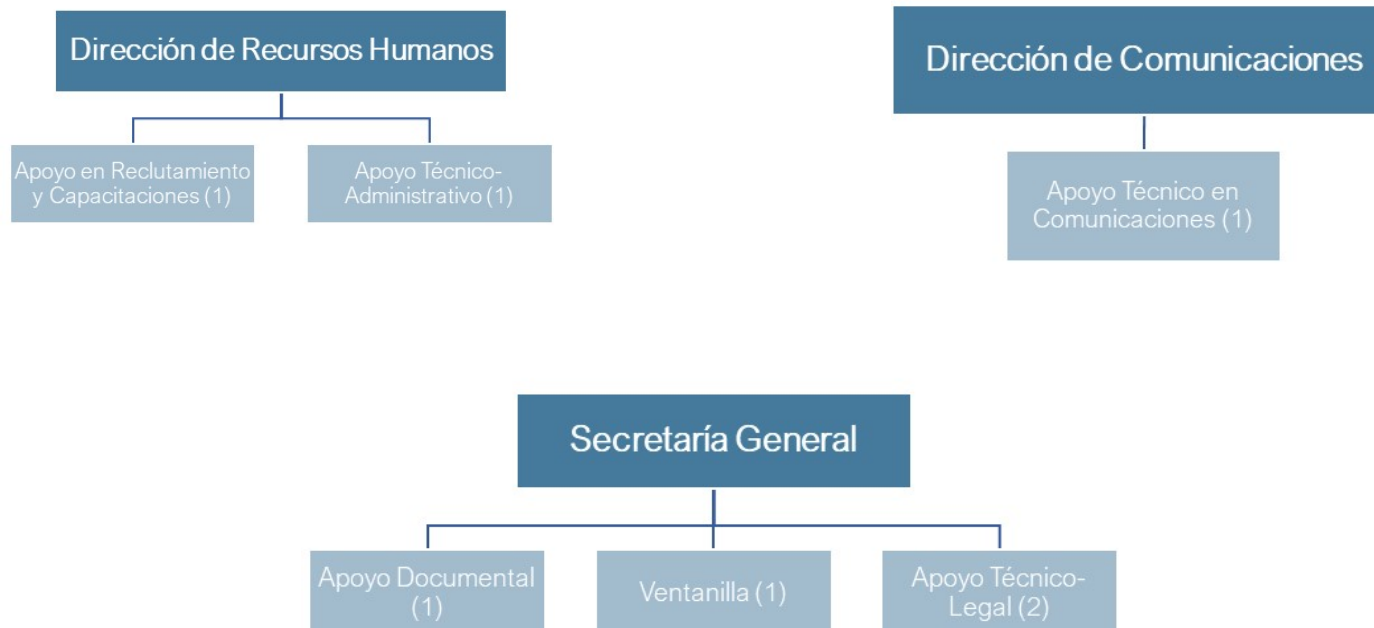 Dirección de Recursos Humanos
Apoyo en Reclutamiento
y Capacitaciones (1)
Apoyo Técnico-
Administrativo (1)
Dirección de Comunicaciones
Apoyo Técnico en
Comunicaciones (1)
Secretaría General
Apoyo Documental
(1)
Ventanilla (1)
Apoyo Técnico-
Legal (2)